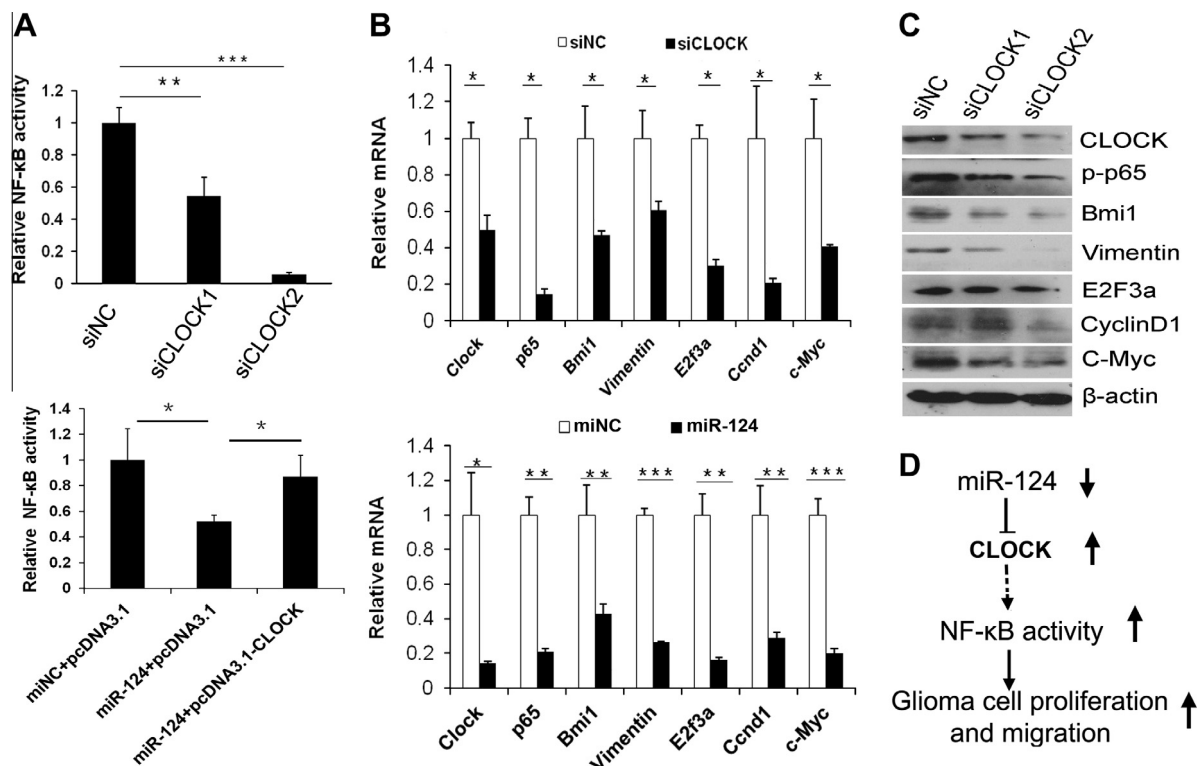 A
Relative NF-κB activity
1.4
1.2
1
0.8
0.6
0.4
0.2
0
* *
* * *
siNC
siCLOCK1
siCLOCK2
Relative NF-κB activity
1.4
1.2
1
0.8
0.6
0.4
0.2
0
*
*
miNC+pcDNA3.1
miR-124+pcDNA3.1
miR-124+pcDNA3.1-CLOCK
B
siNC
siCLOCK
Relative mRNA
1.4
1.2
1
0.8
0.6
0.4
0.2
0
* * * * * * *
Clock
p65
Bmi1
Vimentin
E2f3a
Ccnd1
c-Myc
miNC
miR-124
Relative mRNA
1.4
1.2
1
0.8
0.6
0.4
0.2
0
* ** ** *** ** ** ***
Clock
p65
Bmi1
Vimentin
E2f3a
Ccnd1
c-Myc
C
siNC
siCLOCK1
siCLOCK2
CLOCK
p-p65
Bmi1
Vimentin
E2F3a
CyclinD1
C-Myc
β-actin
D
miR-124
CLOCK
NF-κB activity
Glioma cell proliferation
and migration